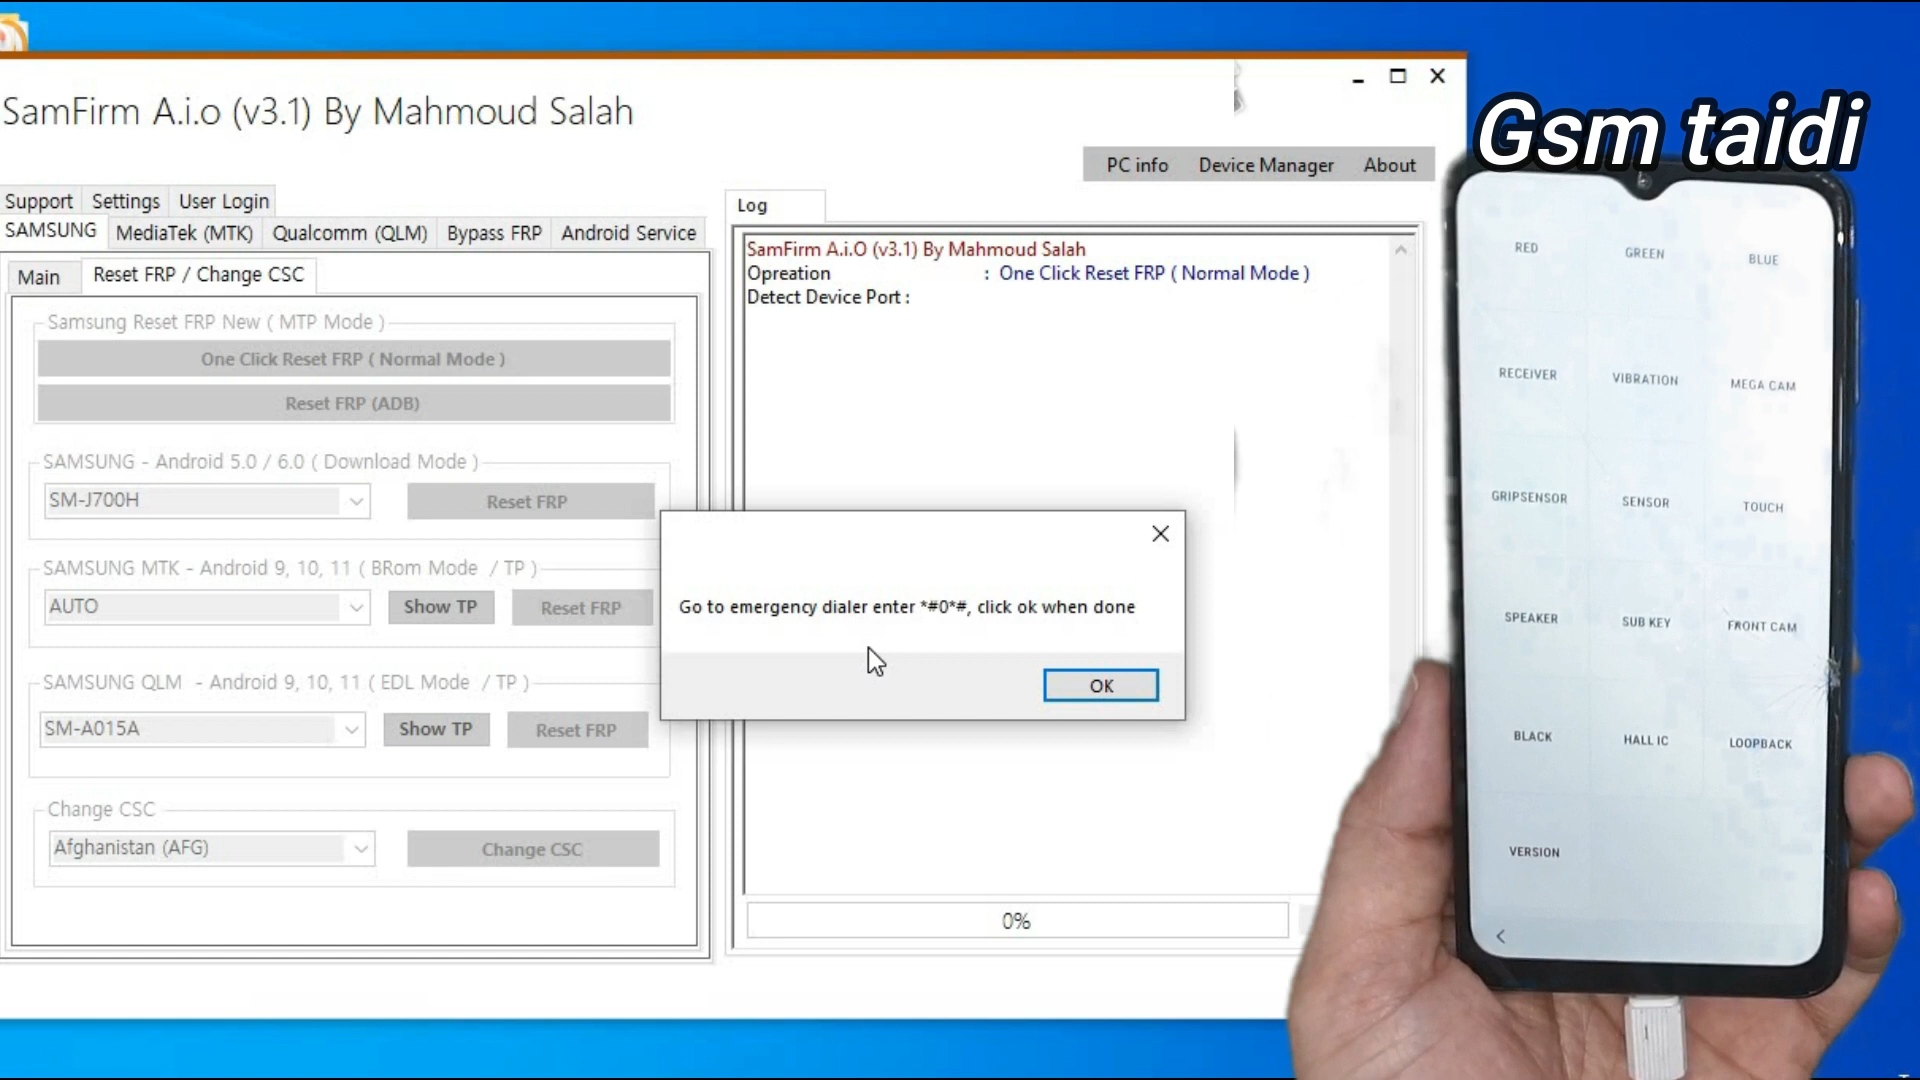 SamFirm A.i.o (v3.1) By Mahmoud Salah
PC info Device Manager About
Support Settings User Login
SAMSUNG MediaTek (MTK) Qualcomm (QLM) Bypass FRP Android Service
Main Reset FRP / Change CSC
Samsung Reset FRP New ( MTP Mode )
One Click Reset FRP ( Normal Mode )
Reset FRP (ADB)
SAMSUNG - Android 5.0 / 6.0 ( Download Mode )
SM-J700H Reset FRP
SAMSUNG MTK - Android 9, 10, 11 ( BRom Mode / TP )
AUTO Show TP Reset FRP
SAMSUNG QLM - Android 9, 10, 11 ( EDL Mode / TP )
SM-A015A Show TP Reset FRP
Change CSC
Afghanistan (AFG) Change CSC
Log
SamFirm A.i.O (v3.1) By Mahmoud Salah
Opreation : One Click Reset FRP ( Normal Mode )
Detect Device Port :
Go to emergency dialer enter *#0*#, click ok when done
OK
0%
Gsm taidi
RED GREEN BLUE
RECEIVER VIBRATION MEGA CAM
GRIPSENSOR SENSOR TOUCH
SPEAKER SUB KEY FRONT CAM
BLACK HALL IC LOOPBACK
VERSION